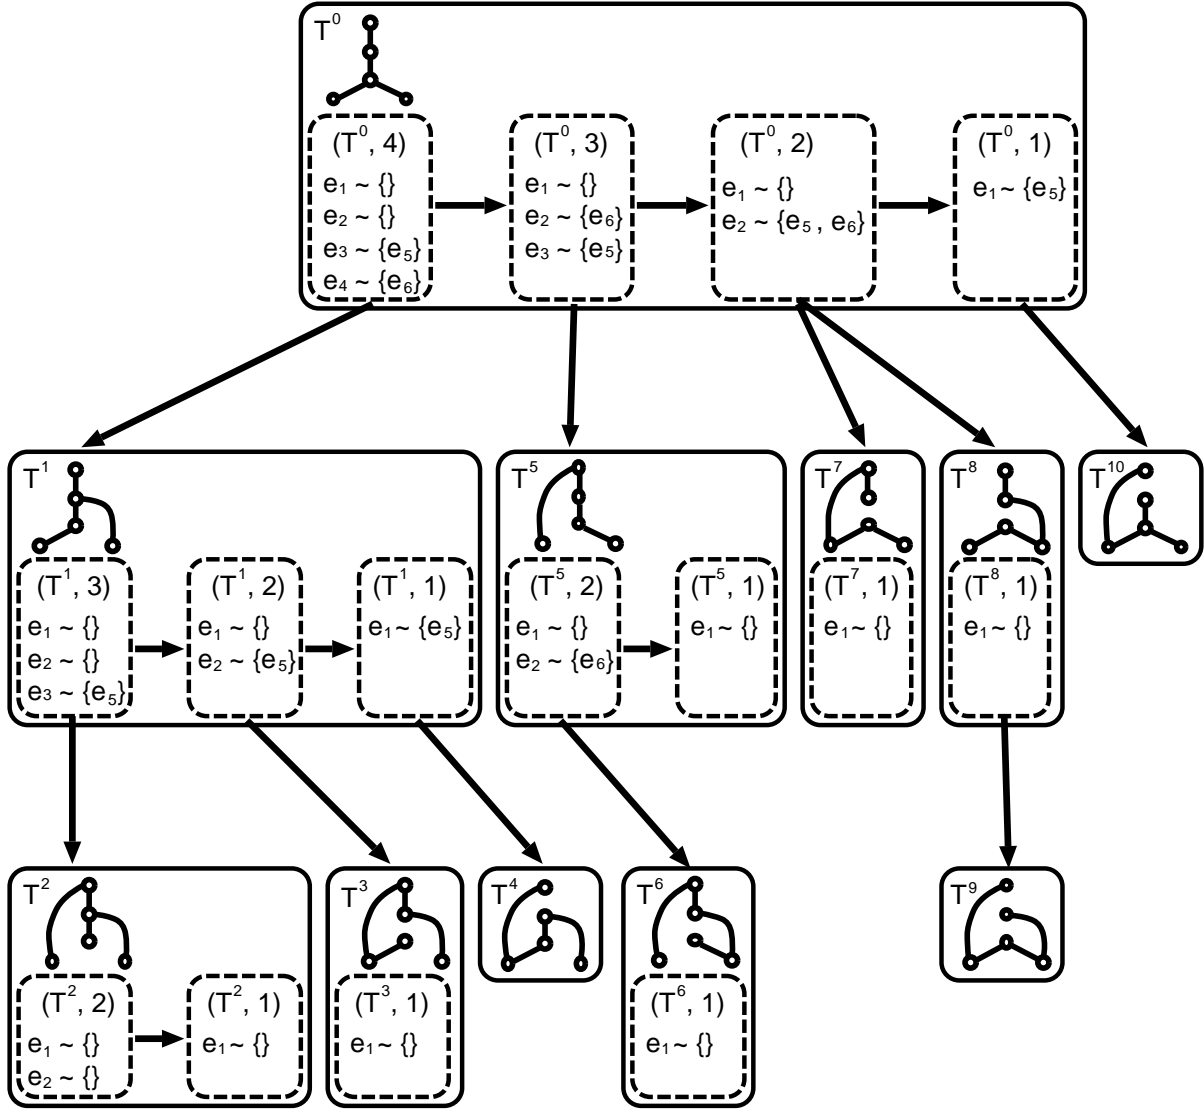 T⁰
(T⁰, 4)
e₁ ~ {}
e₂ ~ {}
e₃ ~ {e₅}
e₄ ~ {e₆}
(T⁰, 3)
e₁ ~ {}
e₂ ~ {e₆}
e₃ ~ {e₅}
(T⁰, 2)
e₁ ~ {}
e₂ ~ {e₅ , e₆}
(T⁰, 1)
e₁ ~ {e₅}
T¹
(T¹, 3)
e₁ ~ {}
e₂ ~ {}
e₃ ~ {e₅}
(T¹, 2)
e₁ ~ {}
e₂ ~ {e₅}
(T¹, 1)
e₁ ~ {e₅}
T⁵
(T⁵, 2)
e₁ ~ {}
e₂ ~ {e₆}
(T⁵, 1)
e₁ ~ {}
T⁷
(T⁷, 1)
e₁ ~ {}
T⁸
(T⁸, 1)
e₁ ~ {}
T¹⁰
T²
(T², 2)
e₁ ~ {}
e₂ ~ {}
(T², 1)
e₁ ~ {}
T³
(T³, 1)
e₁ ~ {}
T⁴
T⁶
(T⁶, 1)
e₁ ~ {}
T⁹